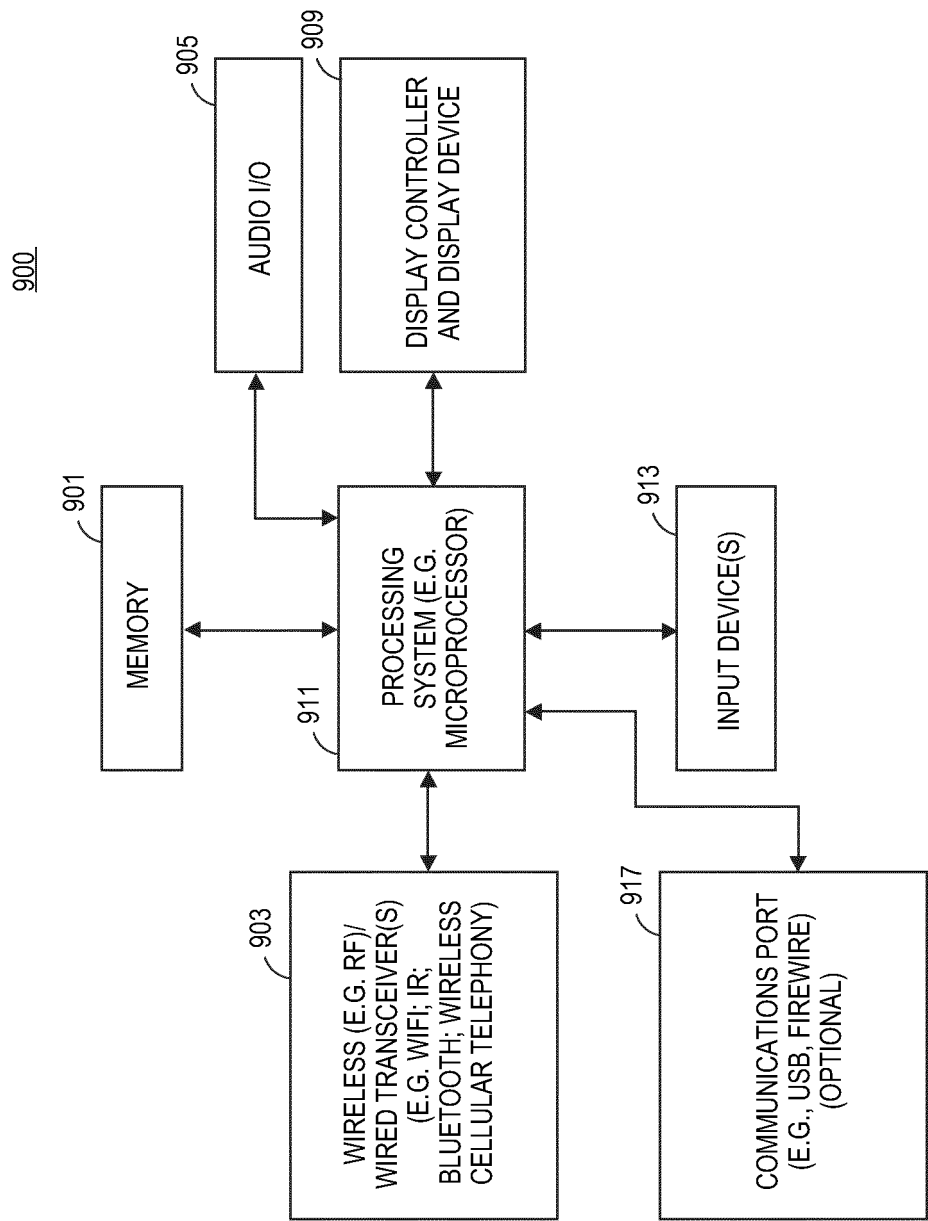 900
901
MEMORY
905
AUDIO I/O
903
WIRELESS (E.G. RF)/
WIRED TRANSCEIVER(S)
(E.G. WIFI; IR;
BLUETOOTH; WIRELESS
CELLULAR TELEPHONY)
911
PROCESSING
SYSTEM (E.G.
MICROPROCESSOR)
909
DISPLAY CONTROLLER
AND DISPLAY DEVICE
917
COMMUNICATIONS PORT
(E.G., USB, FIREWIRE)
(OPTIONAL)
913
INPUT DEVICE(S)